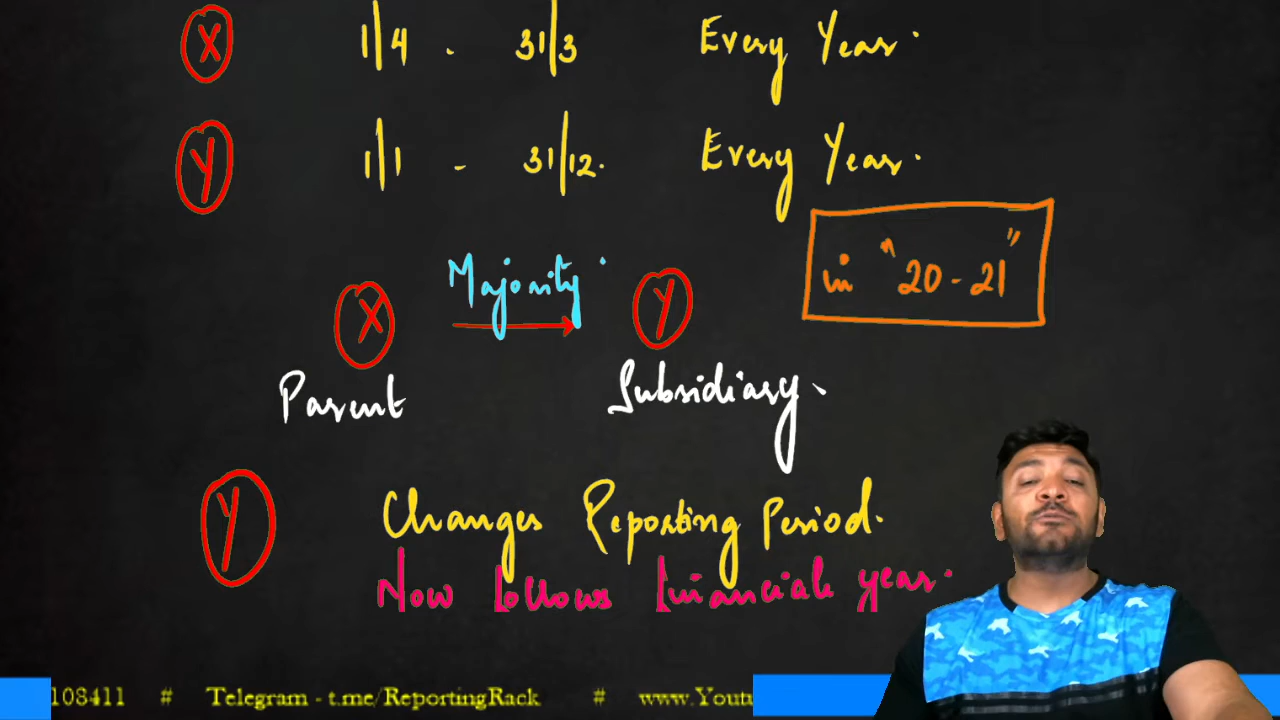 X 1/4 - 31/3 Every Year.
Y 1/1 - 31/12. Every Year.
in "20-21"
X Majority Y
Parent Subsidiary.
Y Changes Reporting Period.
Now follows financial year.
108411 # Telegram - t.me/ReportingRack # www.Youtu